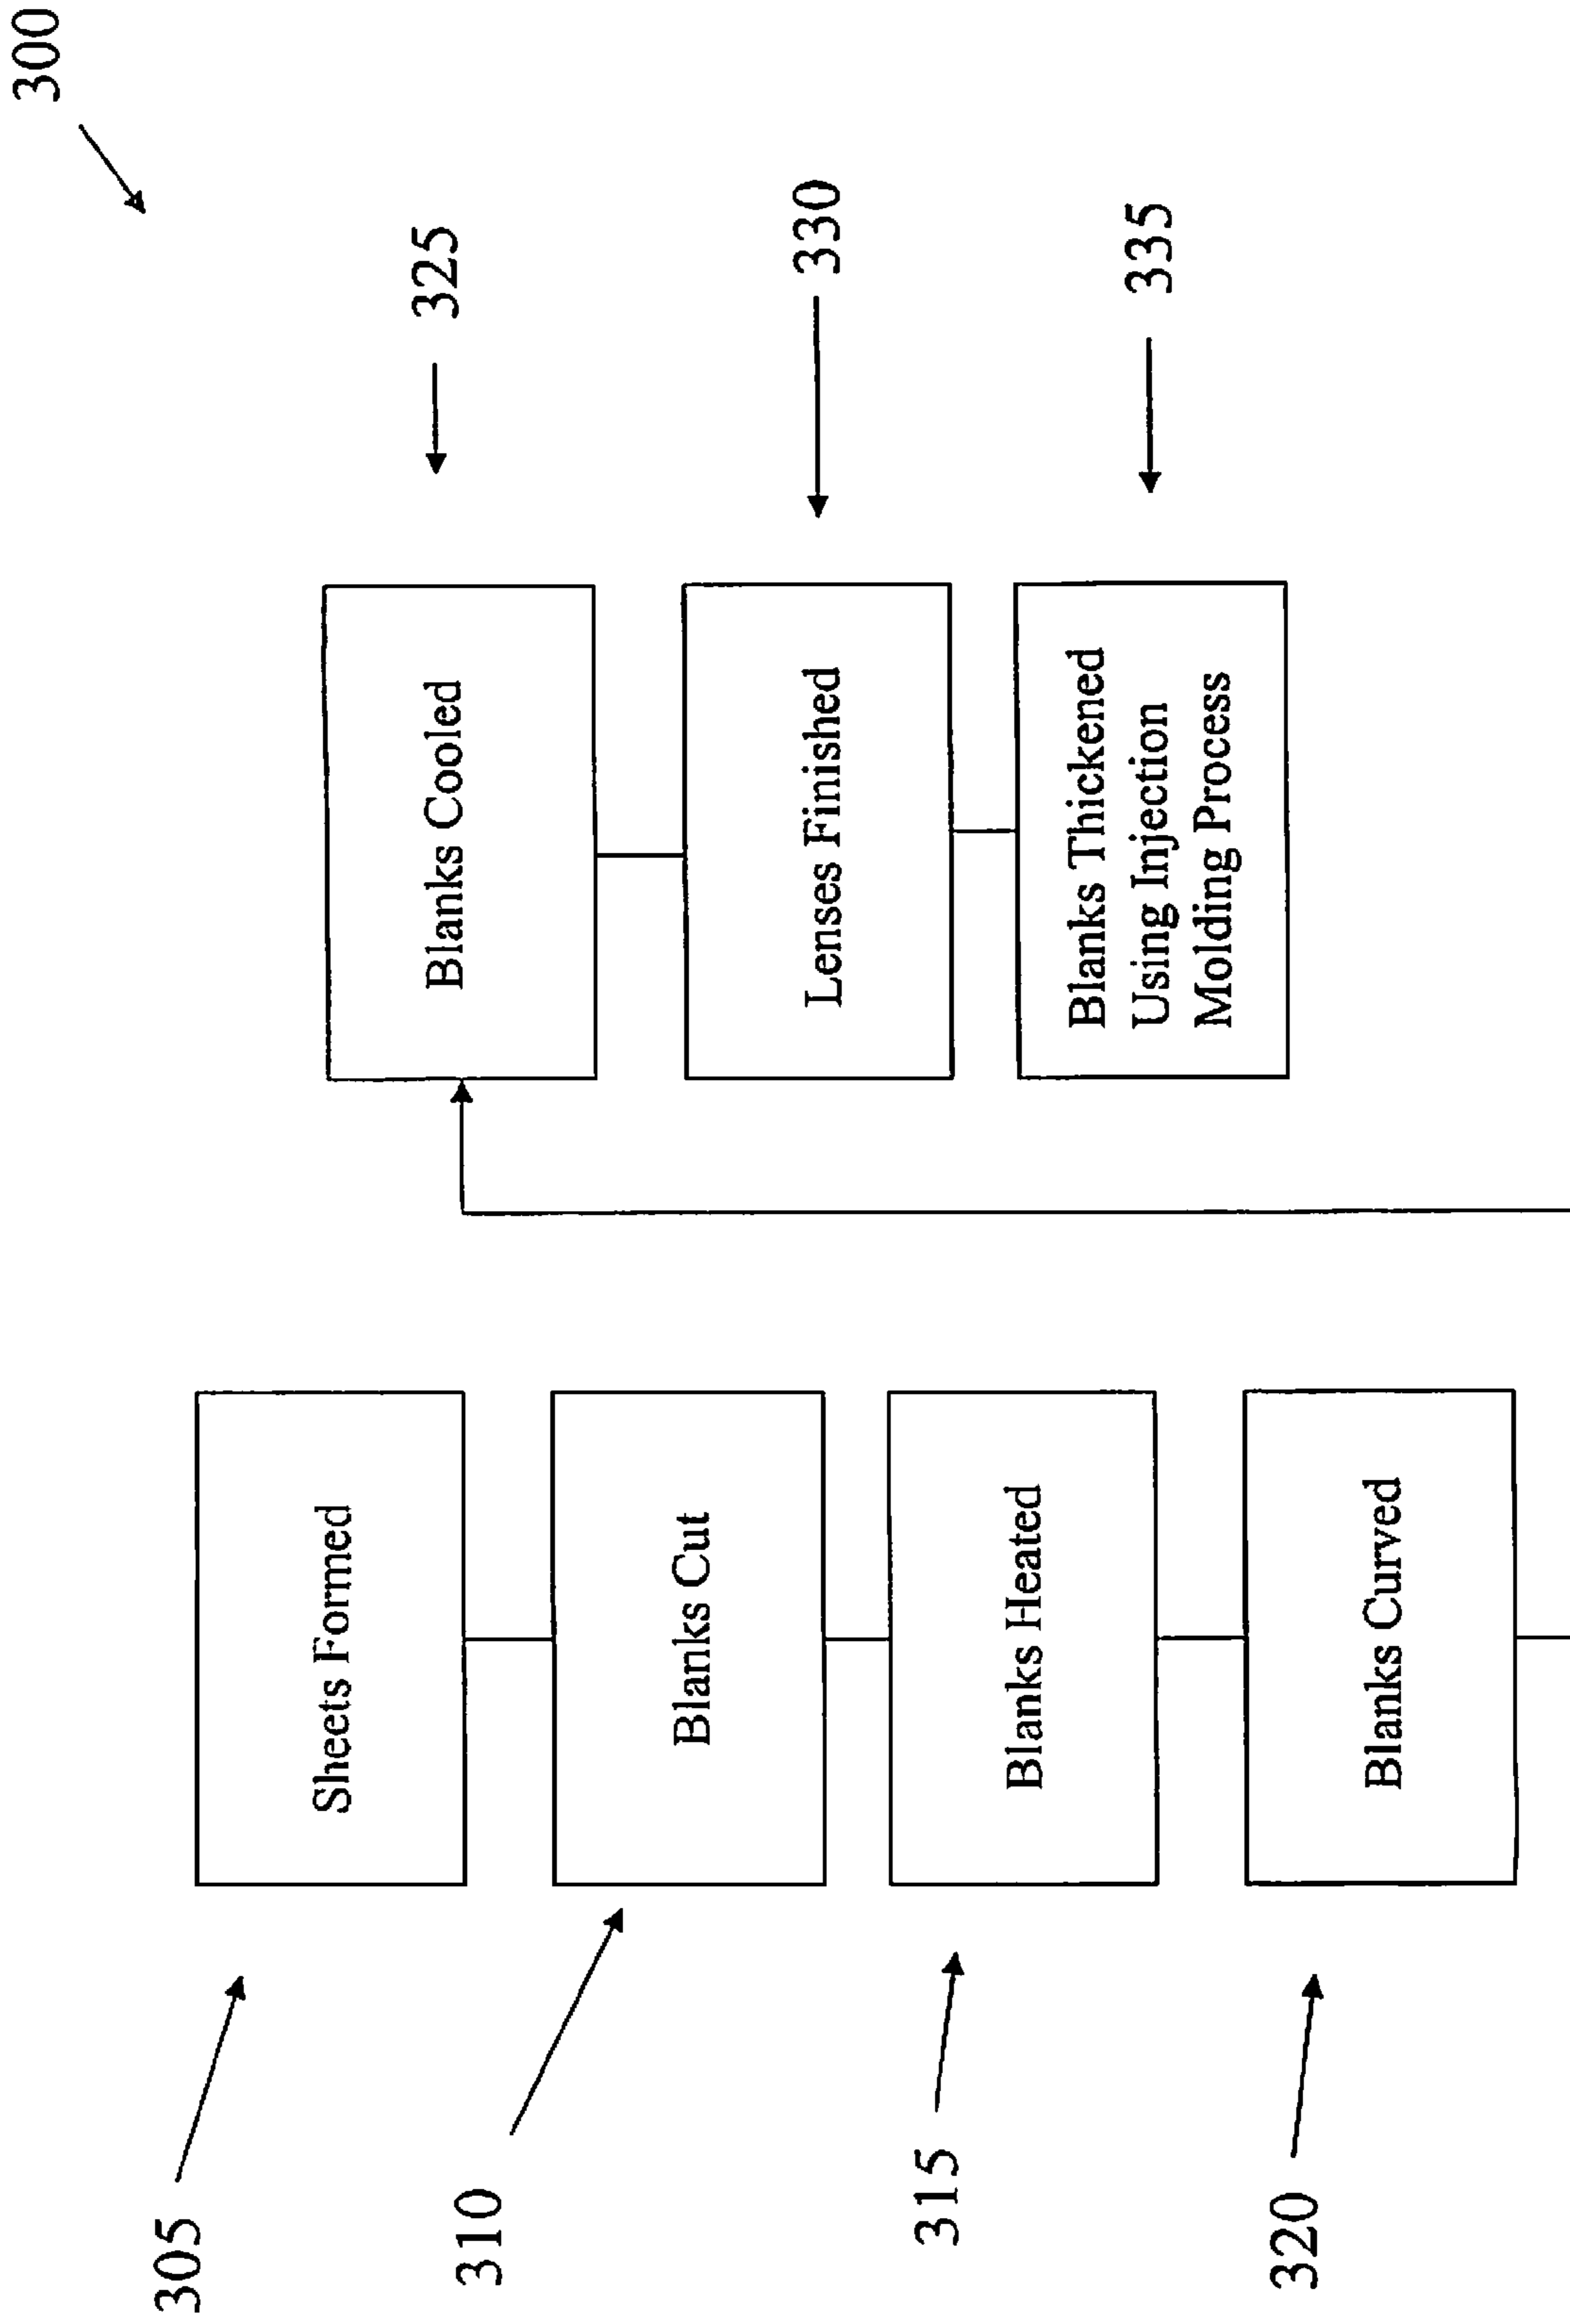 300
305
Sheets Formed
310
Blanks Cut
315
Blanks Heated
320
Blanks Curved
Blanks Cooled
325
Lenses Finished
330
Blanks Thickened
Using Injection
Molding Process
335